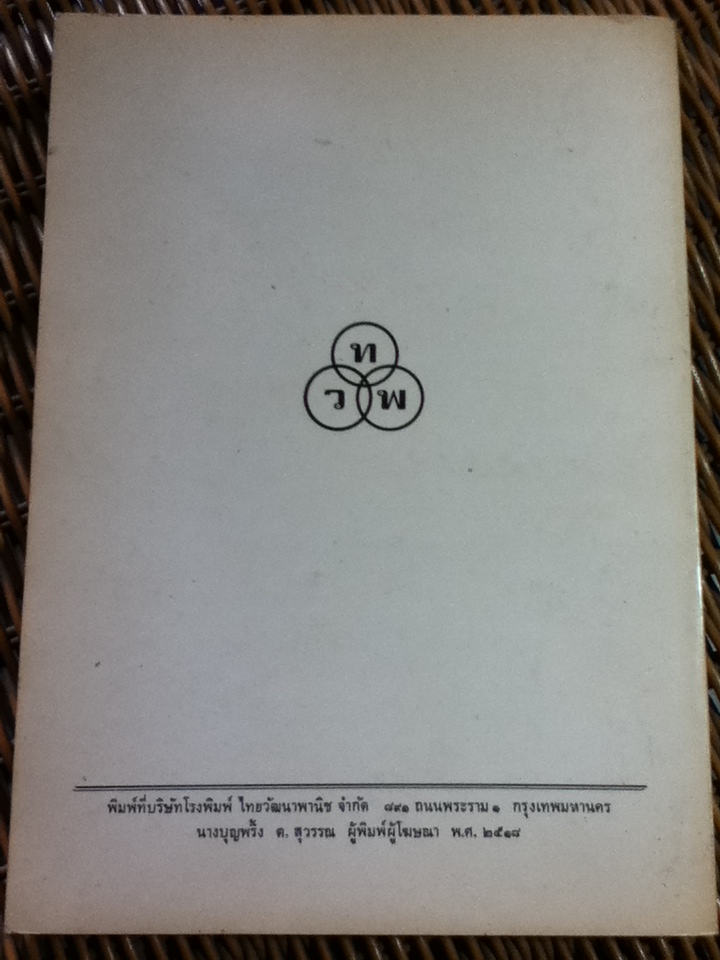 ท
ว พ
พิมพ์ที่บริษัทโรงพิมพ์ ไทยวัฒนาพานิช จำกัด ๘๙๑ ถนนพระราม ๑ กรุงเทพมหานคร
นางบุญพริ้ง ต. สุวรรณ ผู้พิมพ์ผู้โฆษณา พ.ศ. ๒๕๑๘